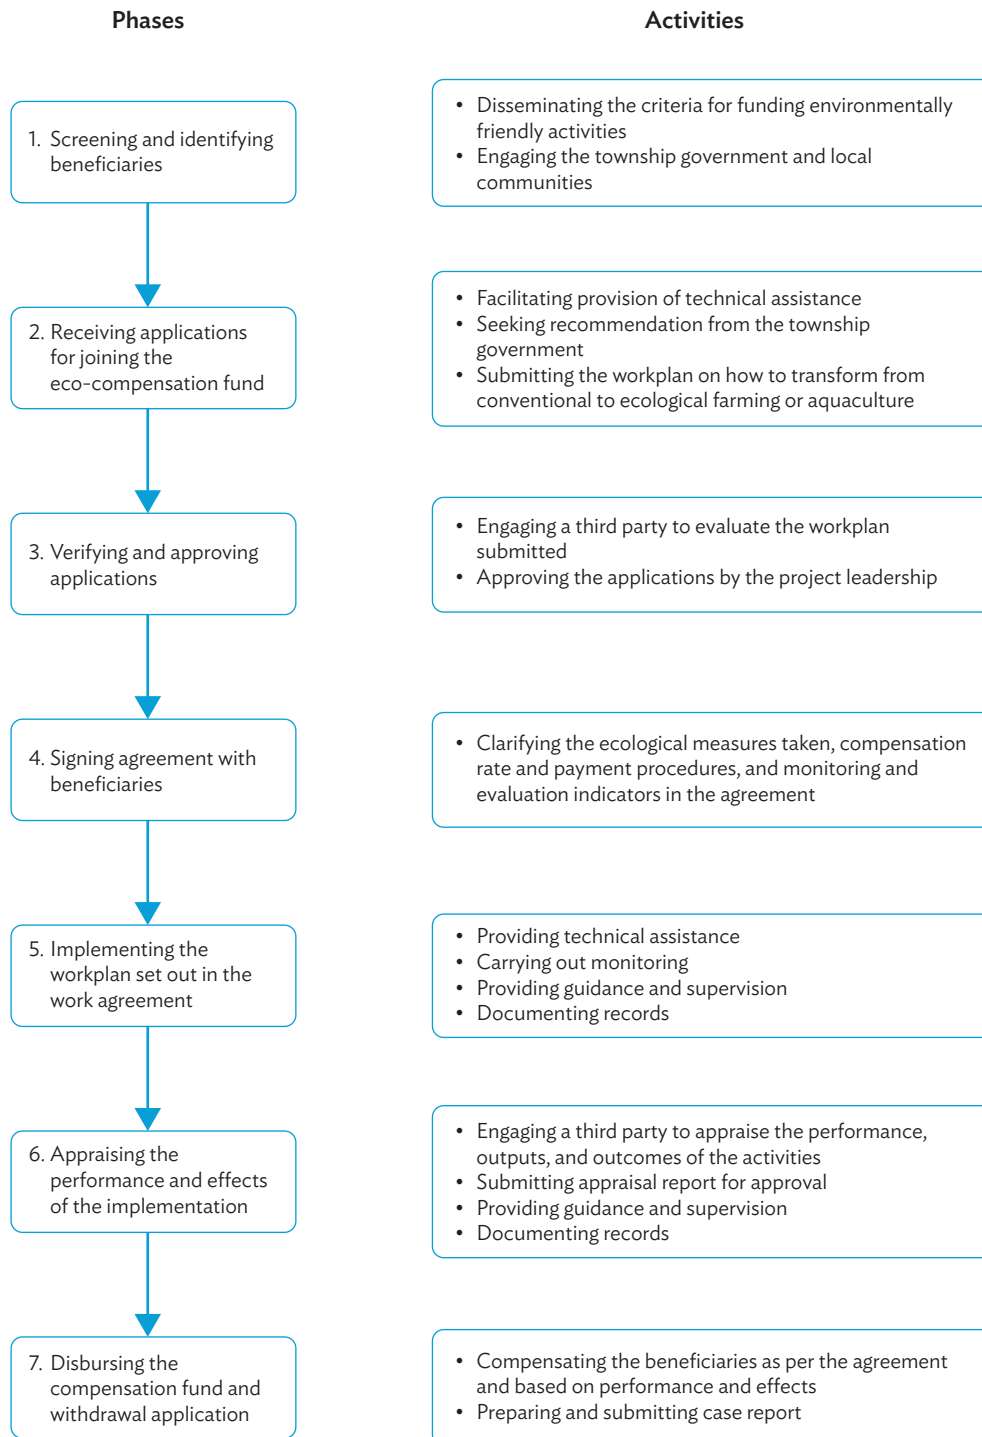 Phases
Activities
1. Screening and identifying
beneficiaries
• Disseminating the criteria for funding environmentally
friendly activities
• Engaging the township government and local
communities
2. Receiving applications
for joining the
eco-compensation fund
• Facilitating provision of technical assistance
• Seeking recommendation from the township
government
• Submitting the workplan on how to transform from
conventional to ecological farming or aquaculture
3. Verifying and approving
applications
• Engaging a third party to evaluate the workplan
submitted
• Approving the applications by the project leadership
4. Signing agreement with
beneficiaries
• Clarifying the ecological measures taken, compensation
rate and payment procedures, and monitoring and
evaluation indicators in the agreement
5. Implementing the
workplan set out in the
work agreement
• Providing technical assistance
• Carrying out monitoring
• Providing guidance and supervision
• Documenting records
6. Appraising the
performance and effects
of the implementation
• Engaging a third party to appraise the performance,
outputs, and outcomes of the activities
• Submitting appraisal report for approval
• Providing guidance and supervision
• Documenting records
7. Disbursing the
compensation fund and
withdrawal application
• Compensating the beneficiaries as per the agreement
and based on performance and effects
• Preparing and submitting case report